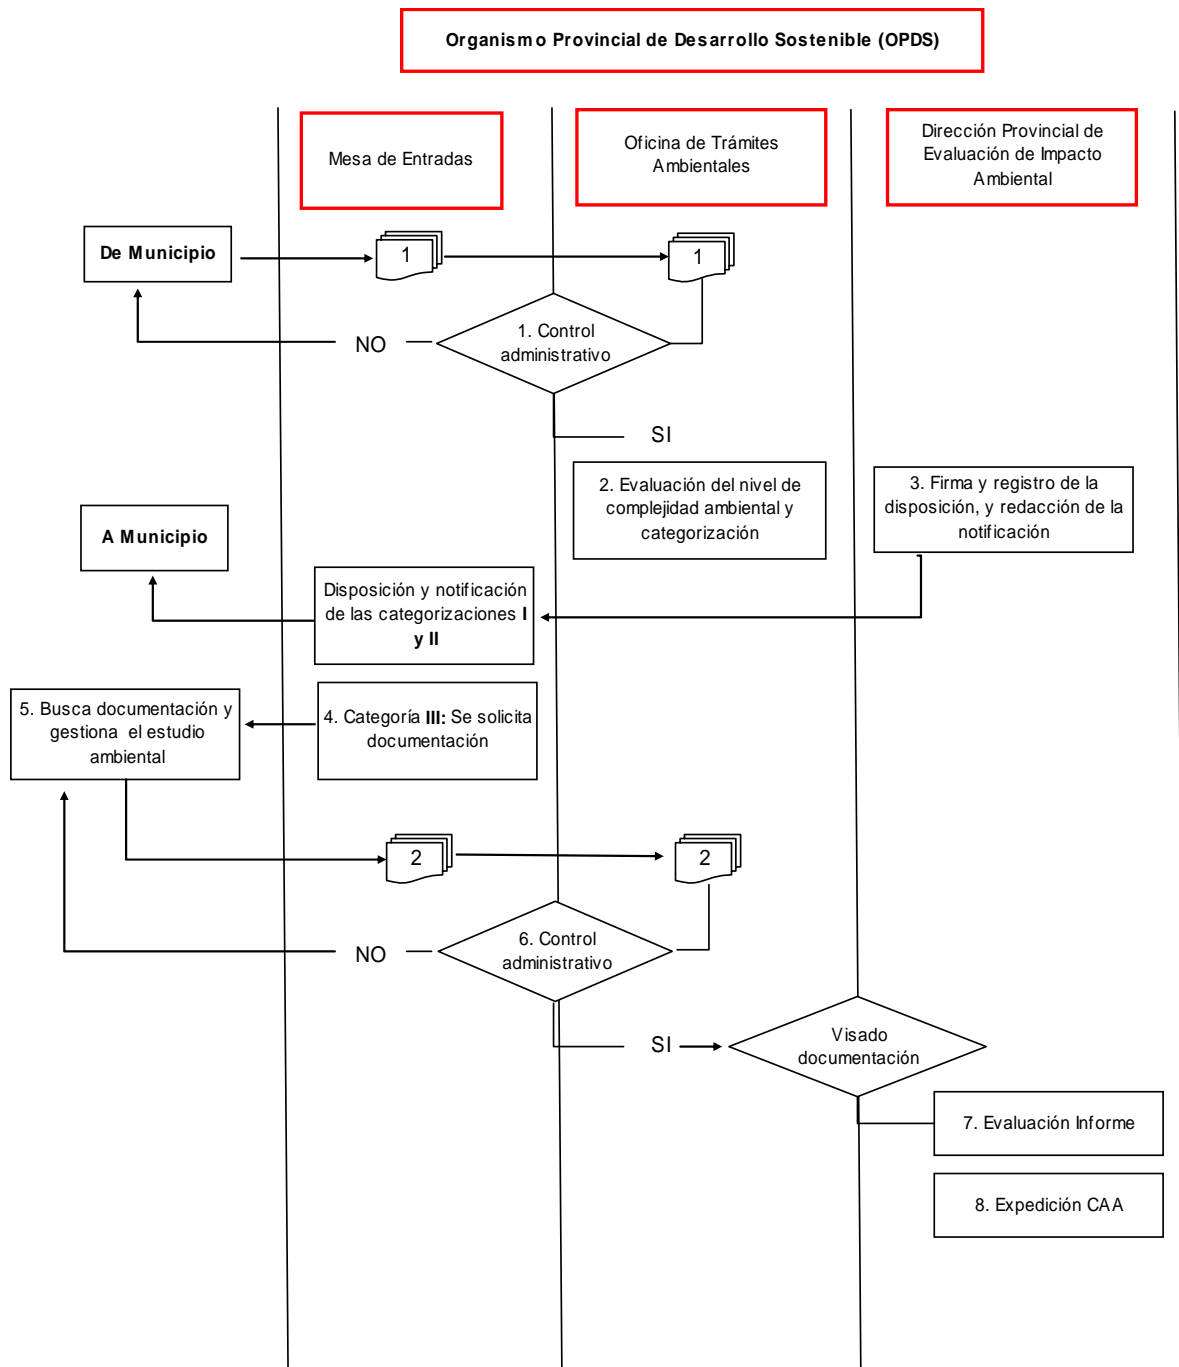 Organismo Provincial de Desarrollo Sostenible (OPDS)
Mesa de Entradas
Oficina de Trámites
Ambientales
Dirección Provincial de
Evaluación de Impacto
Ambiental
De Municipio
1
1
1. Control
administrativo
NO
SI
2. Evaluación del nivel de
complejidad ambiental y
categorización
3. Firma y registro de la
disposición, y redacción de la
notificación
A Municipio
Disposición y notificación
de las categorizaciones I
y II
5. Busca documentación y
gestiona el estudio
ambiental
4. Categoría III: Se solicita
documentación
2
2
6. Control
administrativo
NO
SI
Visado
documentación
7. Evaluación Informe
8. Expedición CAA